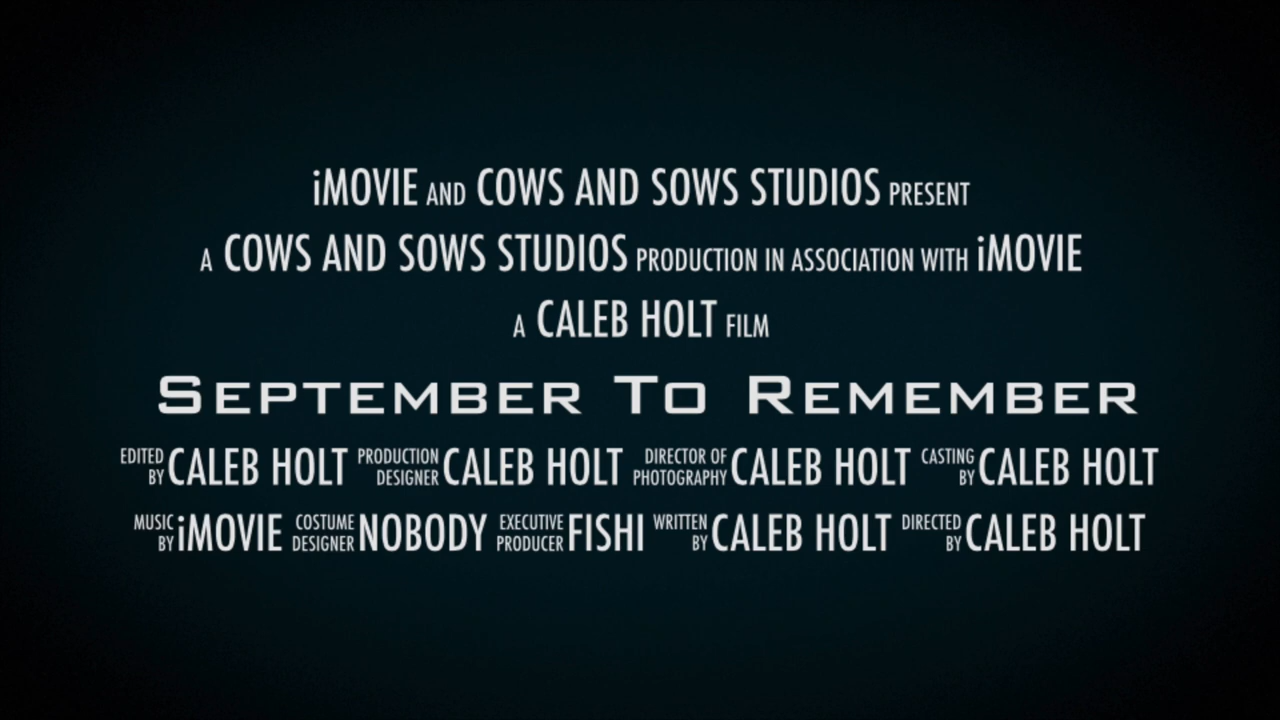 iMOVIE AND COWS AND SOWS STUDIOS PRESENT
A COWS AND SOWS STUDIOS PRODUCTION IN ASSOCIATION WITH iMOVIE
A CALEB HOLT FILM
SEPTEMBER TO REMEMBER
EDITED BY CALEB HOLT PRODUCTION DESIGNER CALEB HOLT DIRECTOR OF PHOTOGRAPHY CALEB HOLT CASTING BY CALEB HOLT
MUSIC BY iMOVIE COSTUME DESIGNER NOBODY EXECUTIVE PRODUCER FISHI WRITTEN BY CALEB HOLT DIRECTED BY CALEB HOLT